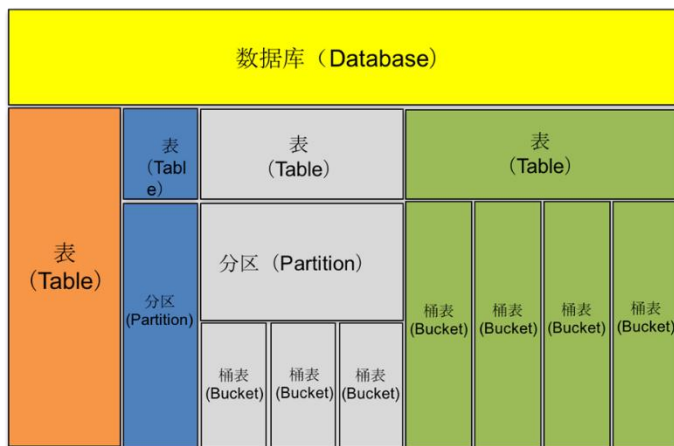 数据库（Database）
表
（Table）
表
（Tabl
e）
表
（Table）
表
（Table）
分区
(Partition)
分区（Partition）
桶表
(Bucket)
桶表
(Bucket)
桶表
(Bucket)
桶表
(Bucket)
桶表
(Bucket)
桶表
(Bucket)
桶表
(Bucket)